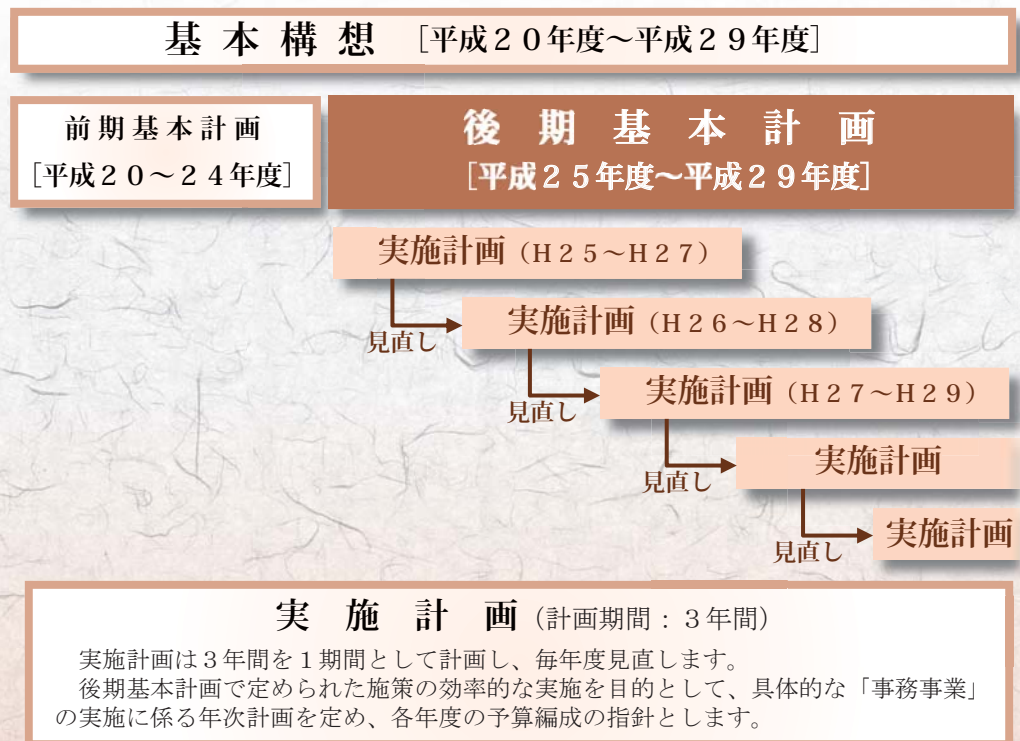 基本構想 [平成20年度～平成29年度]
前期基本計画
[平成20～24年度]
後期基本計画
[平成25年度～平成29年度]
実施計画（H25～H27）
見直し
実施計画（H26～H28）
見直し
実施計画（H27～H29）
見直し
実施計画
見直し
実施計画
実施計画（計画期間：3年間）
実施計画は3年間を1期間として計画し、毎年度見直します。
後期基本計画で定められた施策の効率的な実施を目的として、具体的な「事務事業」
の実施に係る年次計画を定め、各年度の予算編成の指針とします。